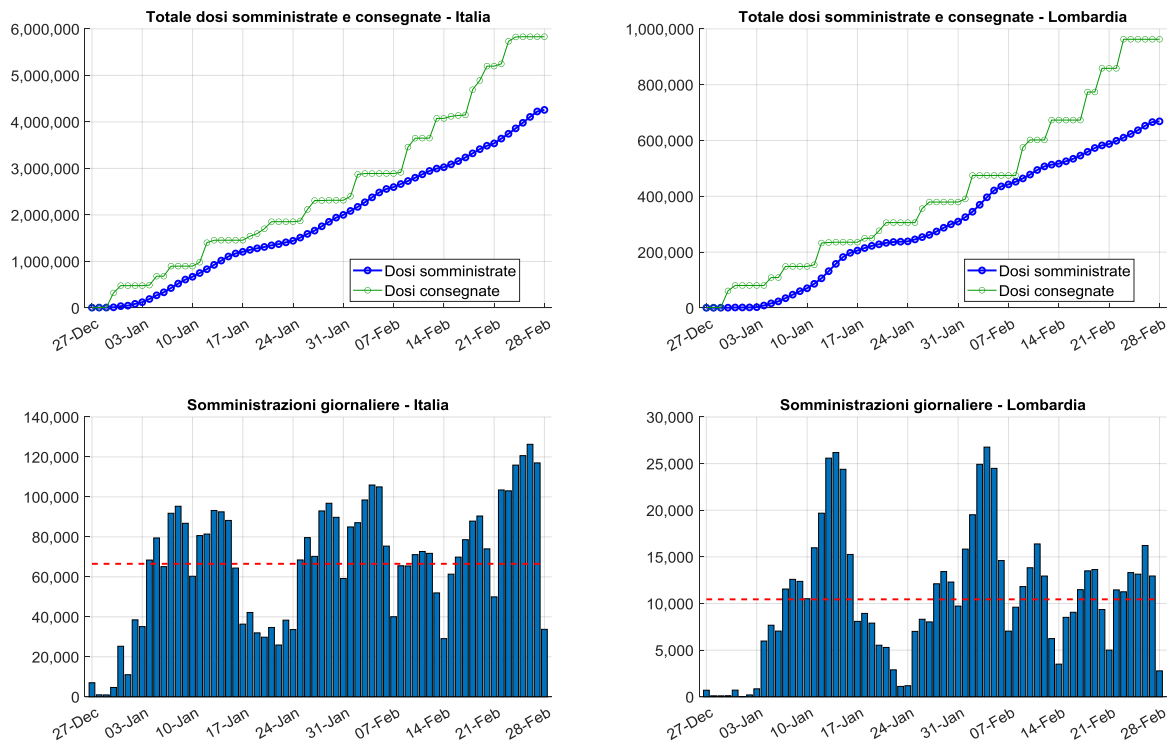 Totale dosi somministrate e consegnate - Italia
6,000,000
5,000,000
4,000,000
3,000,000
2,000,000
1,000,000
0
Dosi somministrate
Dosi consegnate
27-Dec
03-Jan
10-Jan
17-Jan
24-Jan
31-Jan
07-Feb
14-Feb
21-Feb
28-Feb
Totale dosi somministrate e consegnate - Lombardia
1,000,000
800,000
600,000
400,000
200,000
0
Dosi somministrate
Dosi consegnate
27-Dec
03-Jan
10-Jan
17-Jan
24-Jan
31-Jan
07-Feb
14-Feb
21-Feb
28-Feb
Somministrazioni giornaliere - Italia
140,000
120,000
100,000
80,000
60,000
40,000
20,000
0
27-Dec
03-Jan
10-Jan
17-Jan
24-Jan
31-Jan
07-Feb
14-Feb
21-Feb
28-Feb
Somministrazioni giornaliere - Lombardia
30,000
25,000
20,000
15,000
10,000
5,000
0
27-Dec
03-Jan
10-Jan
17-Jan
24-Jan
31-Jan
07-Feb
14-Feb
21-Feb
28-Feb